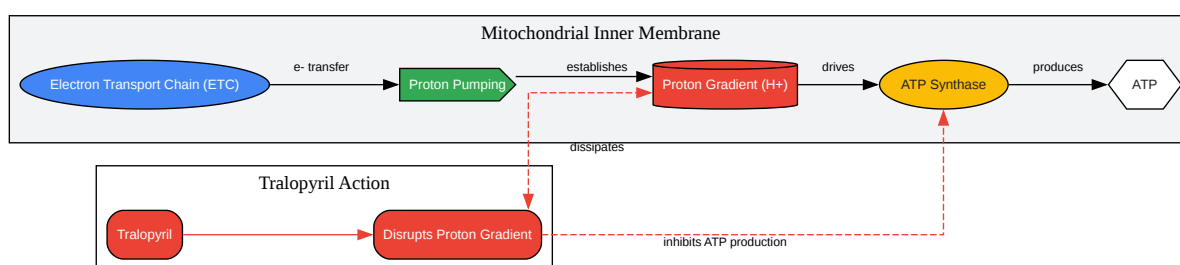 Mitochondrial Inner Membrane
Electron Transport Chain (ETC)
e- transfer
Proton Pumping
establishes
Proton Gradient (H+)
drives
ATP Synthase
produces
ATP
dissipates
Tralopyril Action
Tralopyril
Disrupts Proton Gradient
inhibits ATP production